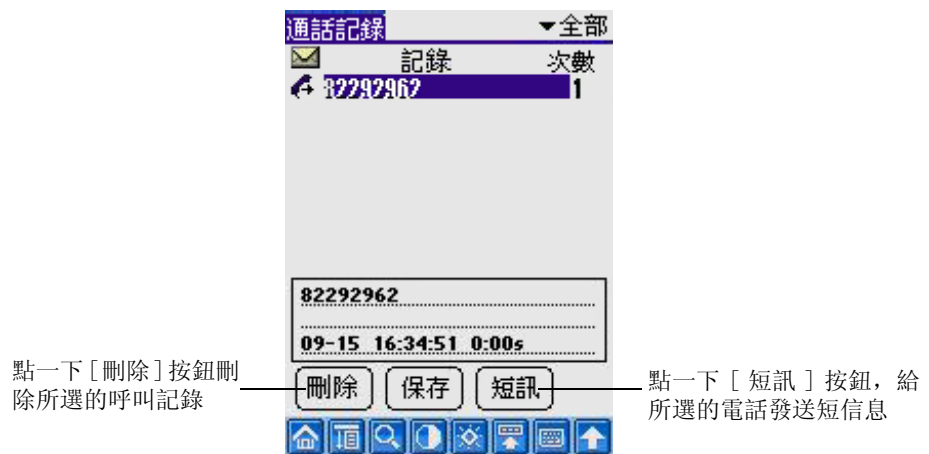 通話記錄 全部
記錄 次數
82292962 1
82292962
09-15 16:34:51 0:00s
刪除 保存 短訊
點一下［刪除］按鈕刪
除所選的呼叫記錄
點一下［短訊］按鈕，給
所選的電話發送短信息